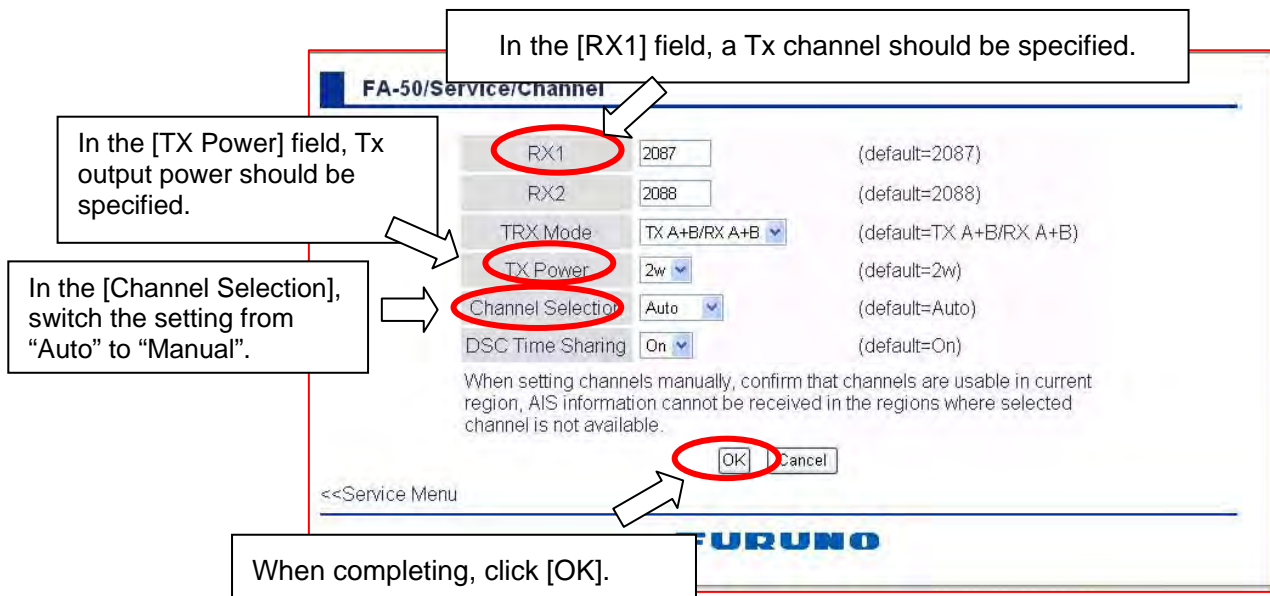 In the [RX1] field, a Tx channel should be specified.
FA-50/Service/Channel
In the [TX Power] field, Tx
output power should be
specified.
RX1 2087 (default=2087)
RX2 2088 (default=2088)
TRX Mode TX A+B/RX A+B (default=TX A+B/RX A+B)
TX Power 2w (default=2w)
In the [Channel Selection],
switch the setting from
“Auto” to “Manual”.
Channel Selection Auto (default=Auto)
DSC Time Sharing On (default=On)
When setting channels manually, confirm that channels are usable in current
region, AIS information cannot be received in the regions where selected
channel is not available.
OK Cancel
<<Service Menu
FURUNO
When completing, click [OK].